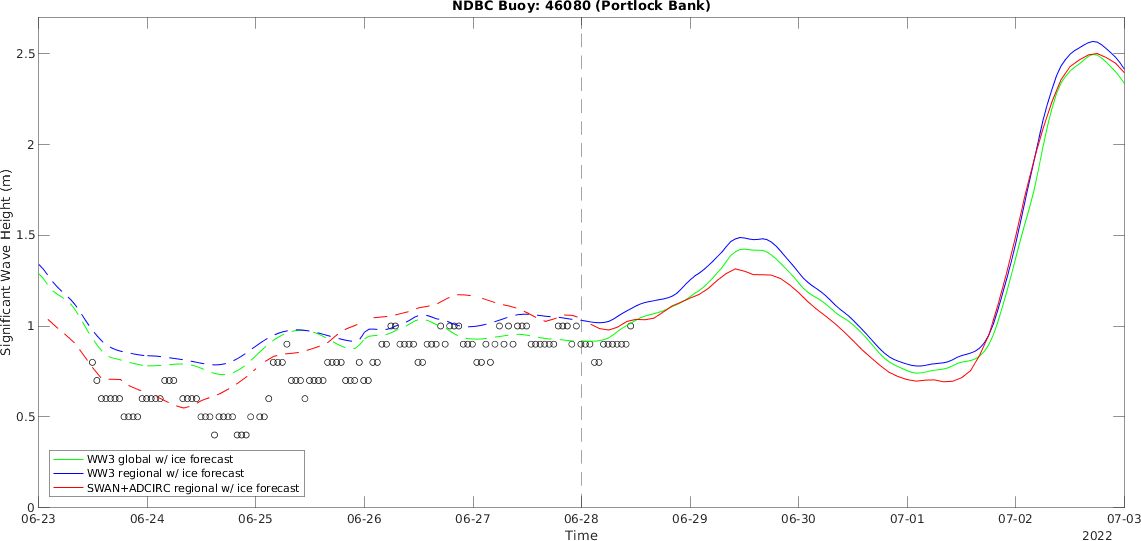 NDBC Buoy: 46080 (Portlock Bank)
Significant Wave Height (m)
2.5
2
1.5
1
0.5
0
WW3 global w/ ice forecast
WW3 regional w/ ice forecast
SWAN+ADCIRC regional w/ ice forecast
06-23 06-24 06-25 06-26 06-27 06-28 06-29 06-30 07-01 07-02 07-03
Time
2022